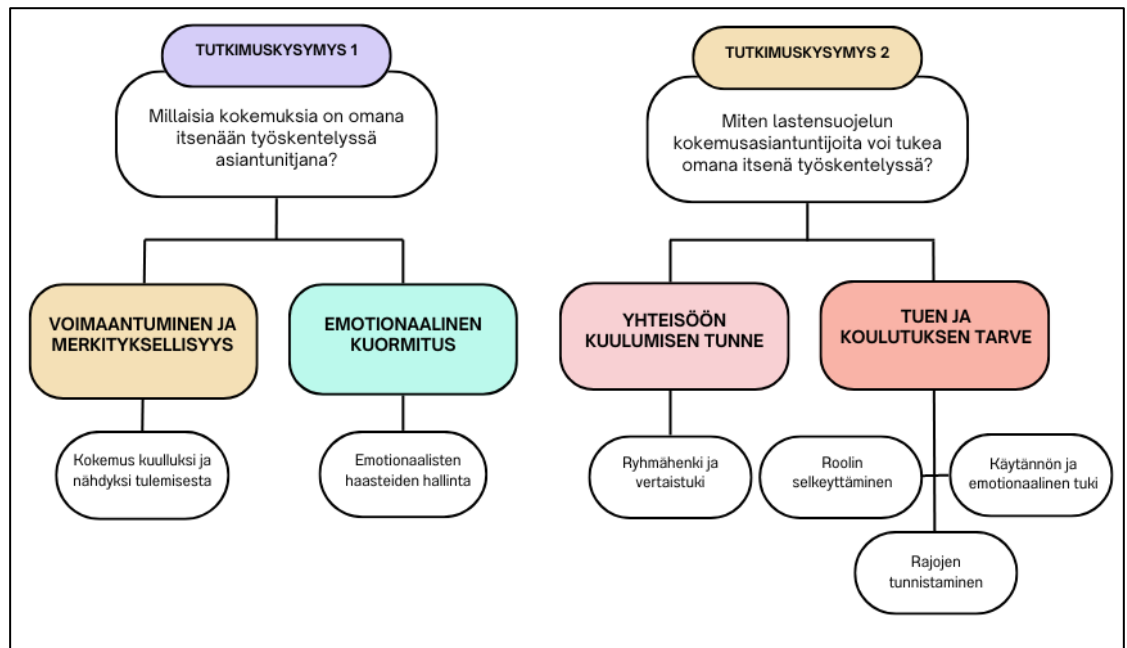 TUTKIMUSKYSYMYS 1
Millaisia kokemuksia on omana
itsenään työskentelyssä
asiantunitjana?
VOIMAANTUMINEN JA
MERKITYKSELLISYYS
EMOTIONAALINEN
KUORMITUS
Kokemus kuulluksi ja
nähdyksi tulemisesta
Emotionaalisten
haasteiden hallinta
TUTKIMUSKYSYMYS 2
Miten lastensuojelun
kokemusasiantuntijoita voi tukea
omana itsenä työskentelyssä?
YHTEISÖÖN
KUULUMISEN TUNNE
TUEN JA
KOULUTUKSEN TARVE
Ryhmähenki ja
vertaistuki
Roolin
selkeyttäminen
Käytännön ja
emotionaalinen tuki
Rajojen
tunnistaminen